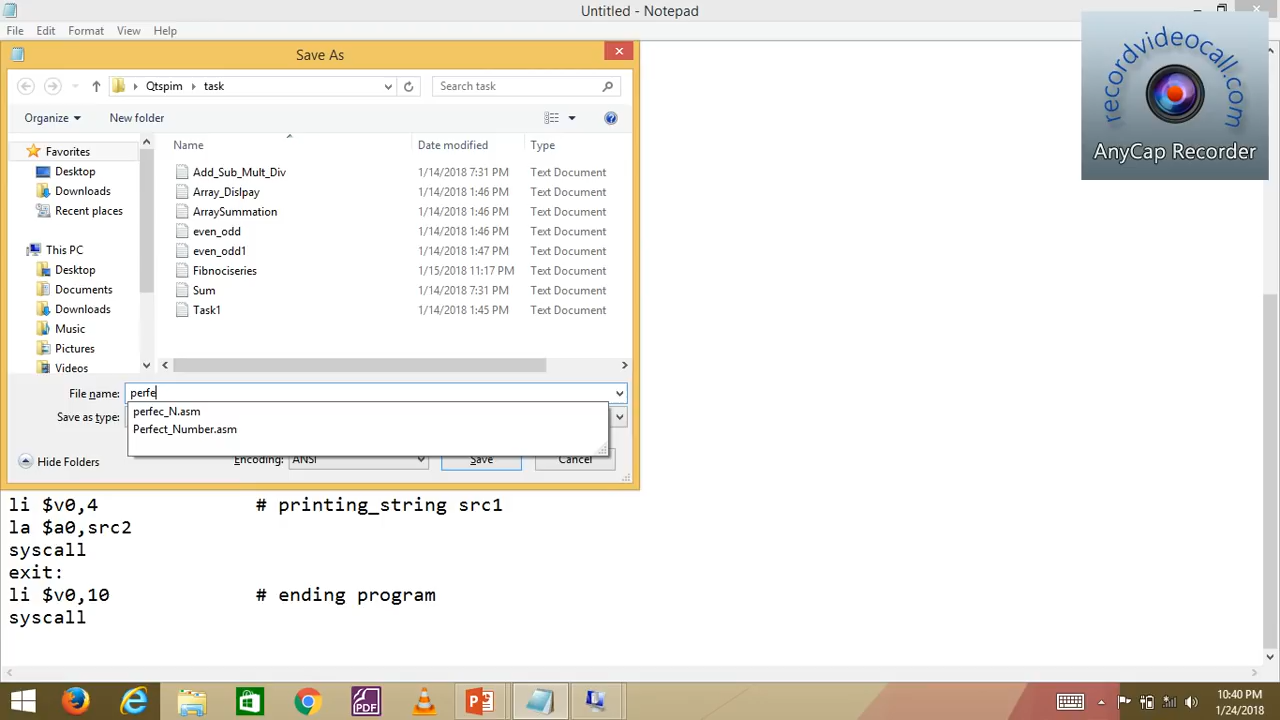 Untitled - Notepad
File Edit Format View Help
Save As
Qtspim task
Search task
Organize New folder
Name Date modified Type
Favorites
Desktop
Downloads
Recent places
This PC
Desktop
Documents
Downloads
Music
Pictures
Videos
Add_Sub_Mult_Div 1/14/2018 7:31 PM Text Document
Array_Dislpay 1/14/2018 1:46 PM Text Document
ArraySummation 1/14/2018 1:46 PM Text Document
even_odd 1/14/2018 1:46 PM Text Document
even_odd1 1/14/2018 1:47 PM Text Document
Fibnociseries 1/15/2018 11:17 PM Text Document
Sum 1/14/2018 7:31 PM Text Document
Task1 1/14/2018 1:45 PM Text Document
File name: perfe
perfec_N.asm
Save as type:
Perfect_Number.asm
Hide Folders Encoding: ANSI Save Cancel
li $v0,4 # printing_string src1
la $a0,src2
syscall
exit:
li $v0,10 # ending program
syscall
recordvideocall.com
AnyCap Recorder
PDF
10:40 PM
1/24/2018